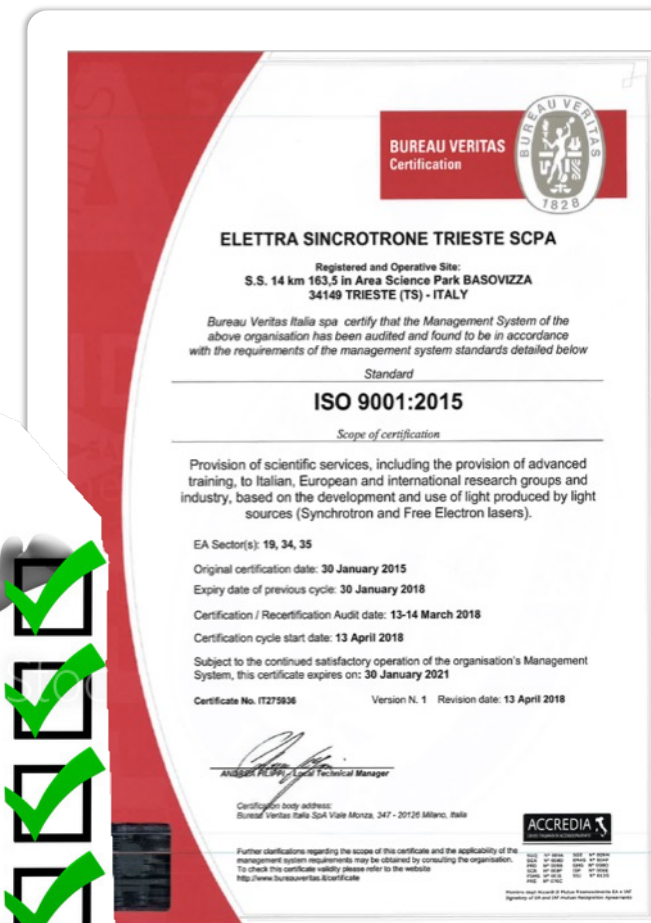 BUREAU VERITAS
Certification
BUREAU VERITAS
1828
ELETTRA SINCROTRONE TRIESTE SCPA
Registered and Operative Site:
S.S. 14 km 163,5 in Area Science Park BASOVIZZA
34149 TRIESTE (TS) - ITALY
Bureau Veritas Italia spa certify that the Management System of the
above organisation has been audited and found to be in accordance
with the requirements of the management system standards detailed below
Standard
ISO 9001:2015
Scope of certification
Provision of scientific services, including the provision of advanced
training, to Italian, European and international research groups and
industry, based on the development and use of light produced by light
sources (Synchrotron and Free Electron lasers).
EA Sector(s): 19, 34, 35
Original certification date: 30 January 2015
Expiry date of previous cycle: 30 January 2018
Certification / Recertification Audit date: 13-14 March 2018
Certification cycle start date: 13 April 2018
Subject to the continued satisfactory operation of the organisation's Management
System, this certificate expires on: 30 January 2021
Certificate No. IT275936 Version N. 1 Revision date: 13 April 2018
ANDREA FILIPPI - Local Technical Manager
Certification body address:
Bureau Veritas Italia SpA Viale Monza, 347 - 20126 Milano, Italia
ACCREDIA
Further clarifications regarding the scope of this certificate and the applicability of the
management system requirements may be obtained by consulting the organisation.
To check this certificate validity please refer to the website
http://www.bureauveritas.it/certificate